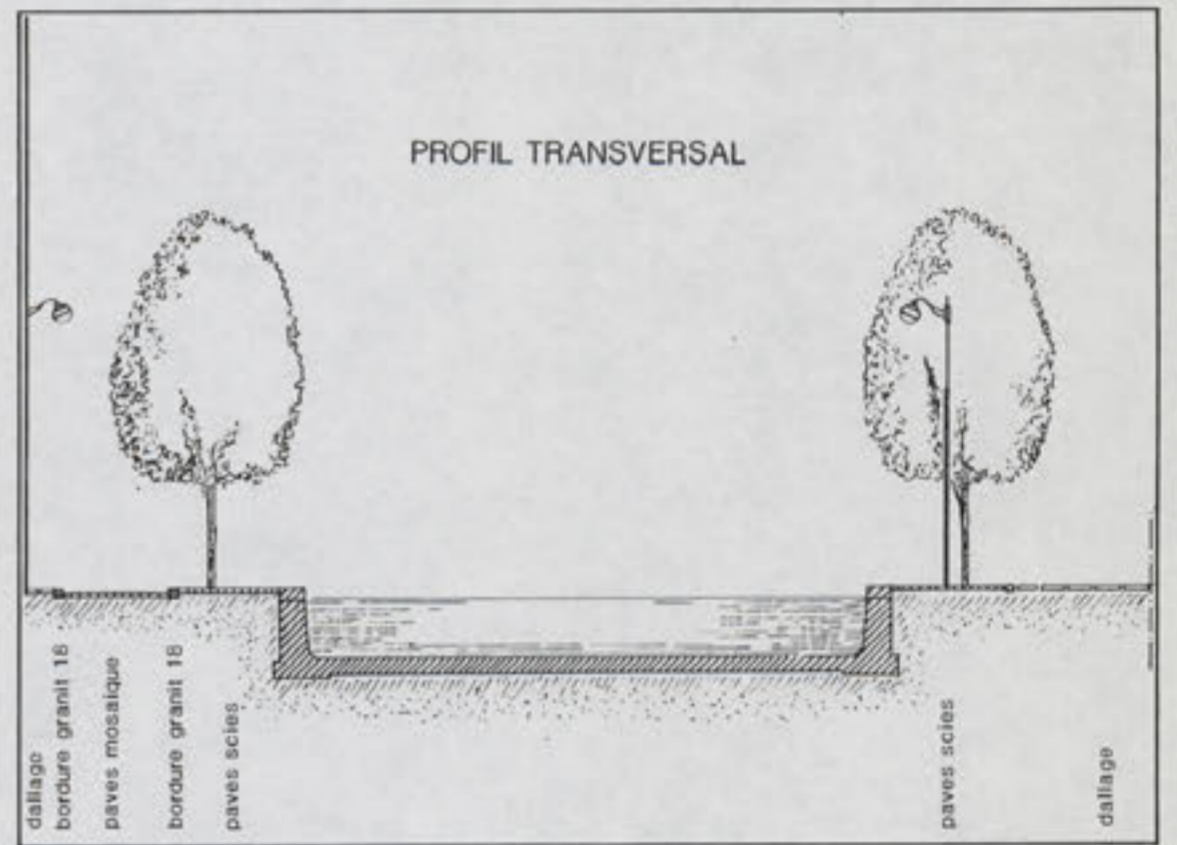 PROFIL TRANSVERSAL
dallage
bordure granit 18
paves mosaique
bordure granit 18
paves scies
paves scies
dallage